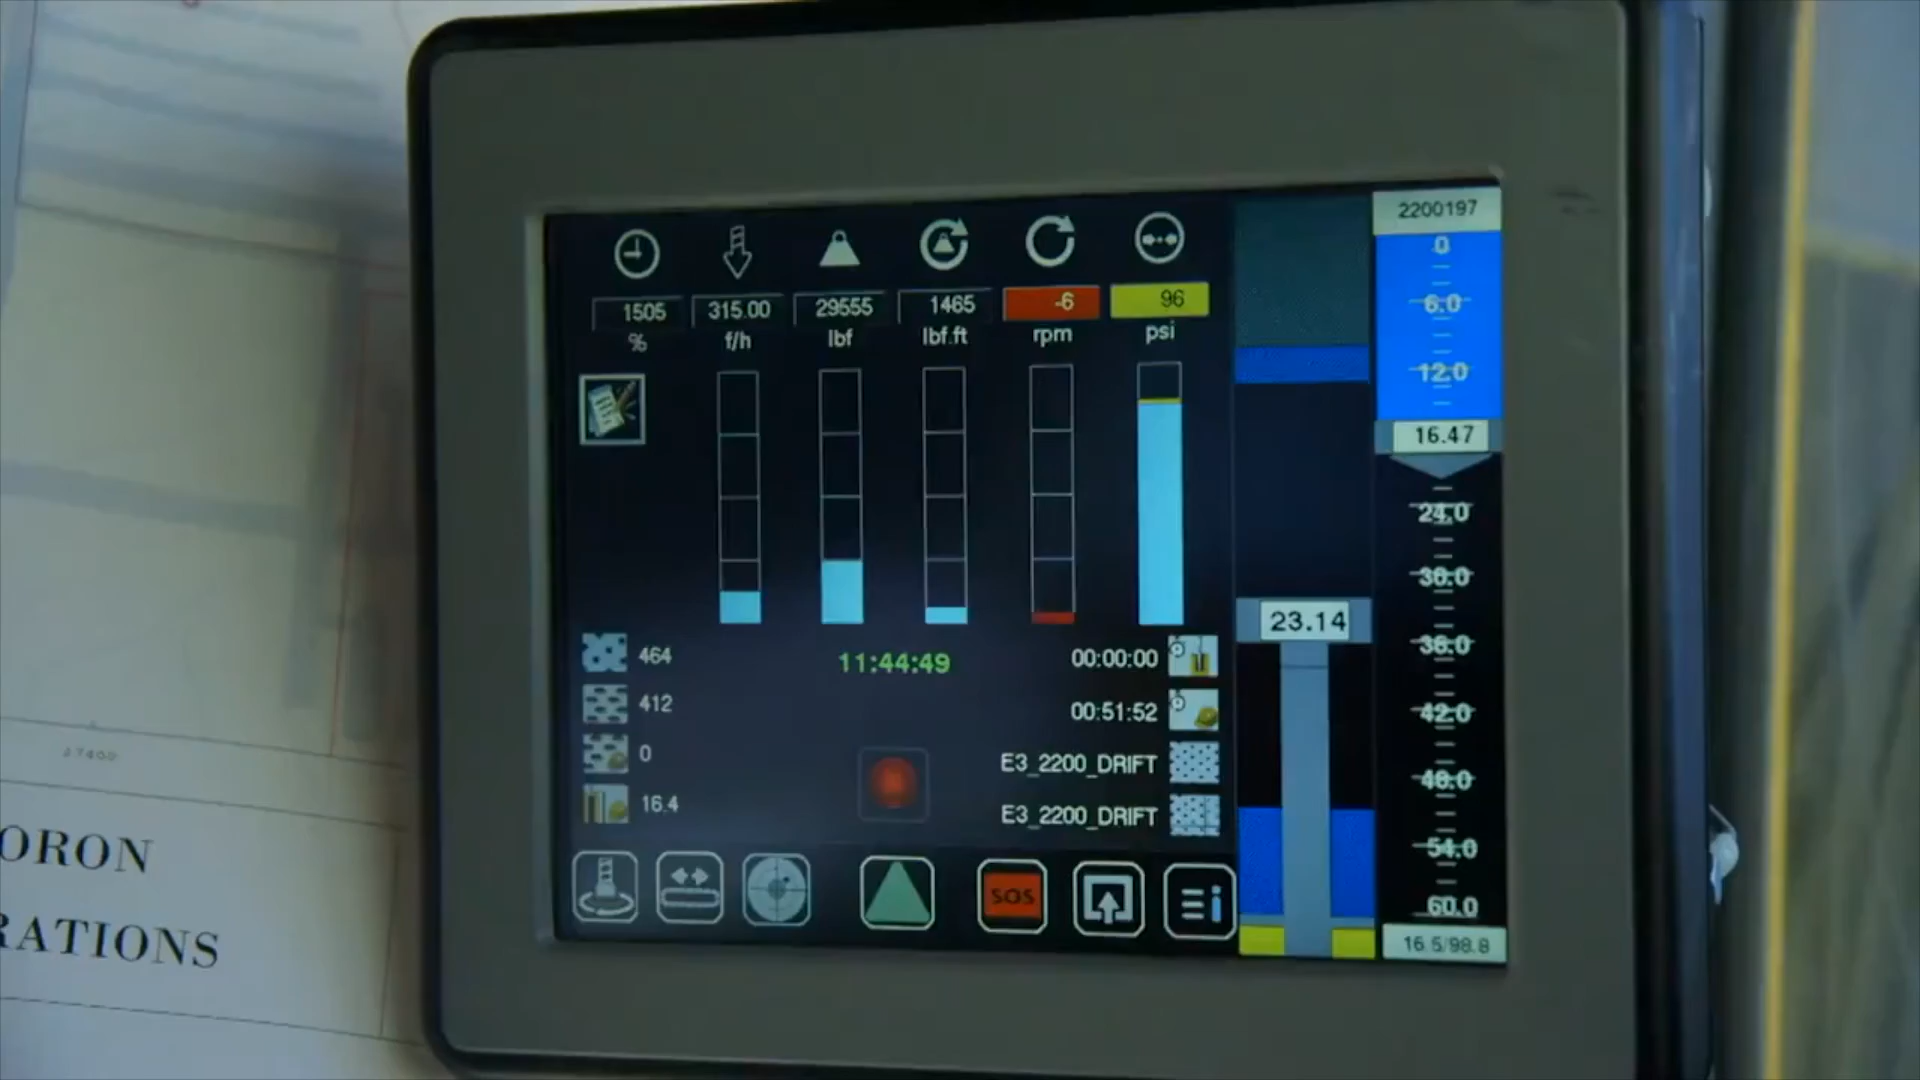 2200197
1505 315.00 29555 1465 -6 96
% f/h lbf lbf.ft rpm psi
0
6.0
12.0
16.47
24.0
30.0
36.0
42.0
48.0
54.0
60.0
16.5/98.8
23.14
464
412
0
16.4
11:44:49
00:00:00
00:51:52
E3_2200_DRIFT
E3_2200_DRIFT
SOS
i
ORON
RATIONS